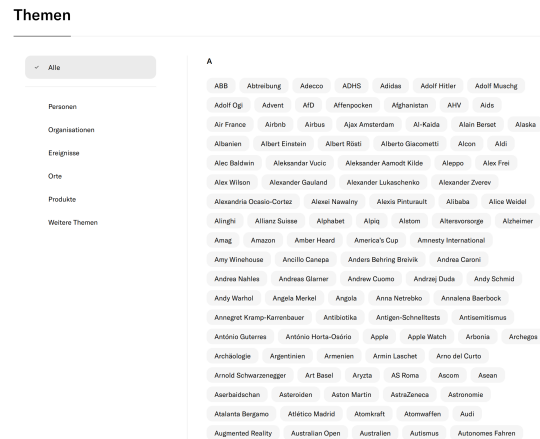 Themen
Alle
Personen
Organisationen
Ereignisse
Orte
Produkte
Weitere Themen
A
ABB Abtreibung Adecco ADHS Adidas Adolf Hitler Adolf Muschg
Adolf Ogi Advent AfD Affenpocken Afghanistan AHV Aids
Air France Airbnb Airbus Ajax Amsterdam Al-Kaida Alain Berset Alaska
Albanien Albert Einstein Albert Rösti Alberto Giacometti Alcon Aldi
Alec Baldwin Aleksandar Vucic Aleksander Aamodt Kilde Aleppo Alex Frei
Alex Wilson Alexander Gauland Alexander Lukaschenko Alexander Zverev
Alexandria Ocasio-Cortez Alexei Nawalny Alexis Pinturault Alibaba Alice Weidel
Alinghi Allianz Suisse Alphabet Alpiq Alstom Altersvorsorge Alzheimer
Amag Amazon Amber Heard America's Cup Amnesty International
Amy Winehouse Ancillo Canepa Anders Behring Breivik Andrea Caroni
Andrea Nahles Andreas Glarner Andrew Cuomo Andrzej Duda Andy Schmid
Andy Warhol Angela Merkel Angola Anna Netrebko Annalena Baerbock
Annegret Kramp-Karrenbauer Antibiotika Antigen-Schnelltests Antisemitismus
António Guterres António Horta-Osório Apple Apple Watch Arbonia Archegos
Archäologie Argentinien Armenien Armin Laschet Arno del Curto
Arnold Schwarzenegger Art Basel Aryzta AS Roma Ascom Asean
Aserbaidschan Asteroiden Aston Martin AstraZeneca Astronomie
Atalanta Bergamo Atlético Madrid Atomkraft Atomwaffen Audi
Augmented Reality Australian Open Australien Autismus Autonomes Fahren